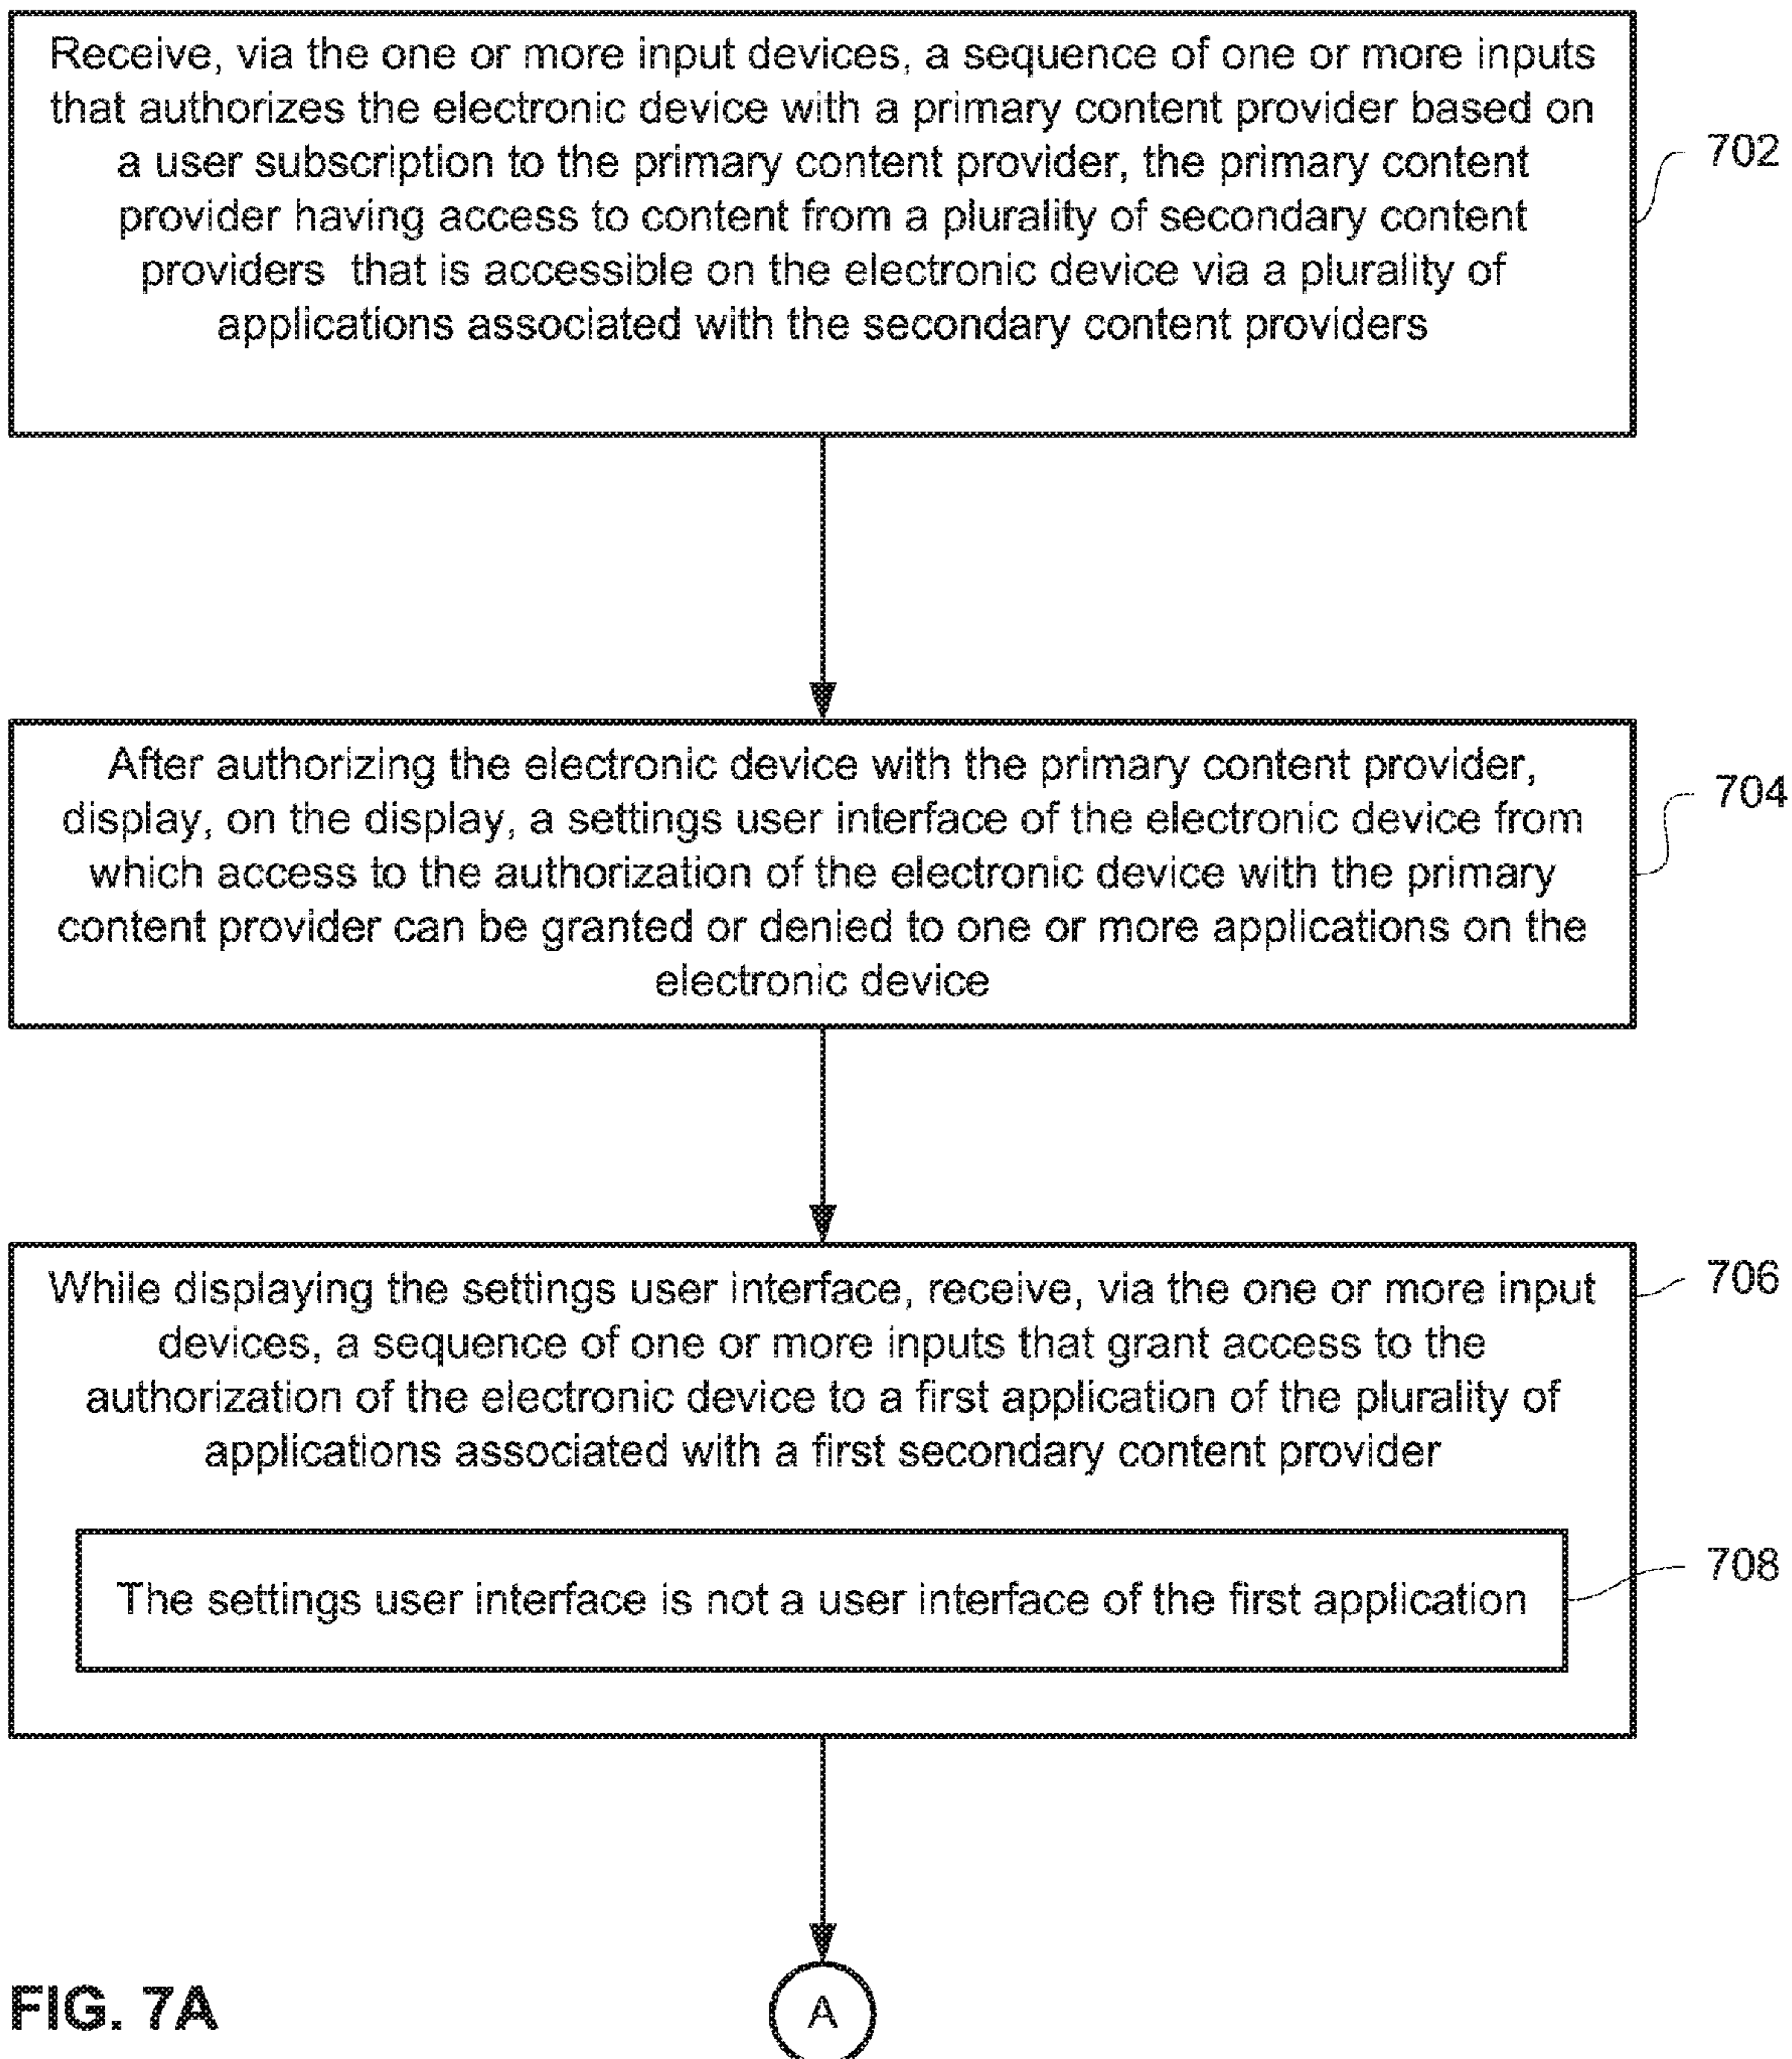 Receive, via the one or more input devices, a sequence of one or more inputs
that authorizes the electronic device with a primary content provider based on
a user subscription to the primary content provider, the primary content
provider having access to content from a plurality of secondary content
providers that is accessible on the electronic device via a plurality of
applications associated with the secondary content providers
702
After authorizing the electronic device with the primary content provider,
display, on the display, a settings user interface of the electronic device from
which access to the authorization of the electronic device with the primary
content provider can be granted or denied to one or more applications on the
electronic device
704
While displaying the settings user interface, receive, via the one or more input
devices, a sequence of one or more inputs that grant access to the
authorization of the electronic device to a first application of the plurality of
applications associated with a first secondary content provider
706
The settings user interface is not a user interface of the first application
708
FIG. 7A
A